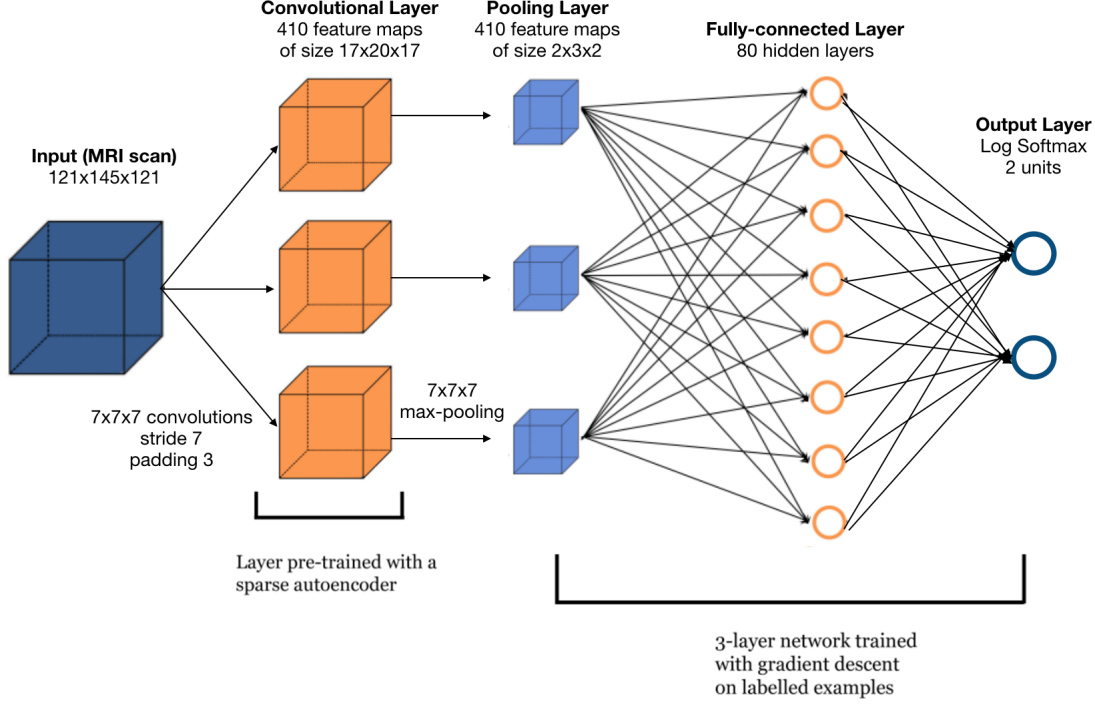 Convolutional Layer
410 feature maps
of size 17x20x17
Pooling Layer
410 feature maps
of size 2x3x2
Fully-connected Layer
80 hidden layers
Output Layer
Log Softmax
2 units
Input (MRI scan)
121x145x121
7x7x7 convolutions
stride 7
padding 3
7x7x7
max-pooling
Layer pre-trained with a
sparse autoencoder
3-layer network trained
with gradient descent
on labelled examples